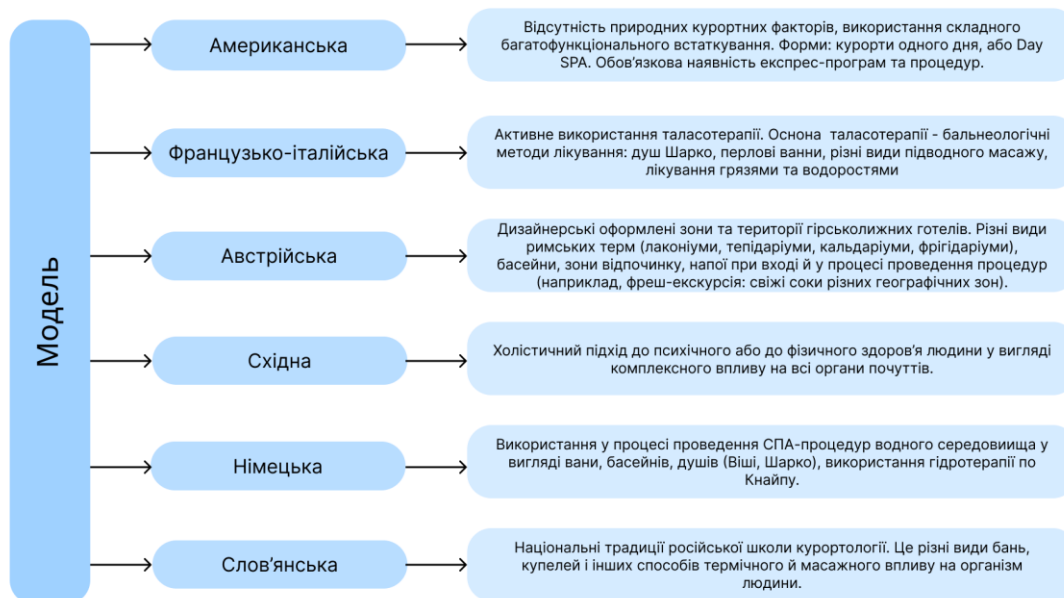 Модель
Американська
Відсутність природних курортних факторів, використання складного
багатофункціонального встаткування. Форми: курорти одного дня, або Day
SPA. Обов’язкова наявність експрес-програм та процедур.
Французько-італійська
Активне використання таласотерапії. Оснона таласотерапії - бальнеологічні
методи лікування: душ Шарко, перлові ванни, різні види підводного масажу,
лікування грязями та водоростями
Австрійська
Дизайнерські оформлені зони та території гірськолижних готелів. Різні види
римських терм (лаконіуми, тепідаріуми, кальдаріуми, фрігідаріуми),
басейни, зони відпочинку, напої при вході й у процесі проведення процедур
(наприклад, фреш-екскурсія: свіжі соки різних географічних зон).
Східна
Холістичний підхід до психічного або до фізичного здоров’я людини у вигляді
комплексного впливу на всі органи почуттів.
Німецька
Використання у процесі проведення СПА-процедур водного середовиища у
вигляді вани, басейнів, душів (Віші, Шарко), використання гідротерапії по
Кнайпу.
Слов’янська
Національні традиції російської школи курортології. Це різні види бань,
купелей і інших способів термічного й масажного впливу на організм
людини.